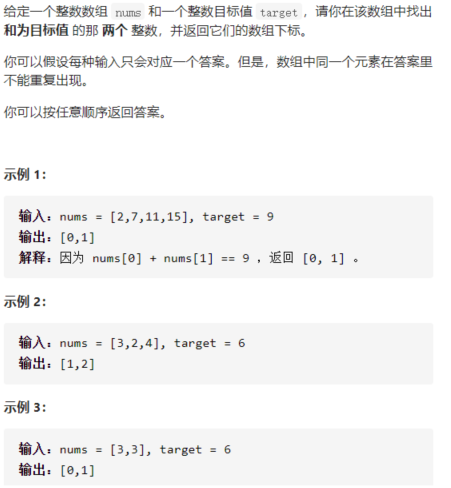 给定一个整数数组 nums 和一个整数目标值 target，请你在该数组中找出
和为目标值 的那 两个 整数，并返回它们的数组下标。
你可以假设每种输入只会对应一个答案。但是，数组中同一个元素在答案里
不能重复出现。
你可以按任意顺序返回答案。
示例 1：
输入：nums = [2,7,11,15], target = 9
输出：[0,1]
解释：因为 nums[0] + nums[1] == 9 ，返回 [0, 1] 。
示例 2：
输入：nums = [3,2,4], target = 6
输出：[1,2]
示例 3：
输入：nums = [3,3], target = 6
输出：[0,1]